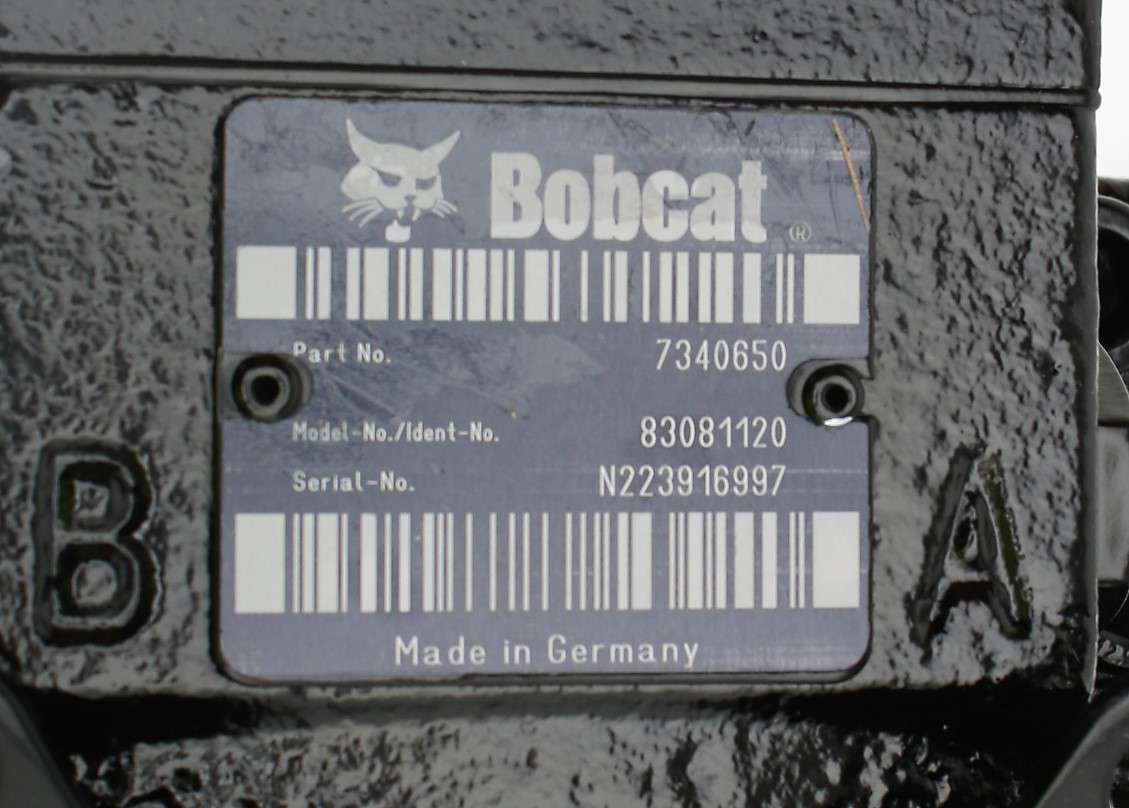 Bobcat ®
Part No. 7340650
Model-No./Ident-No. 83081120
Serial-No. N223916997
B A
Made in Germany